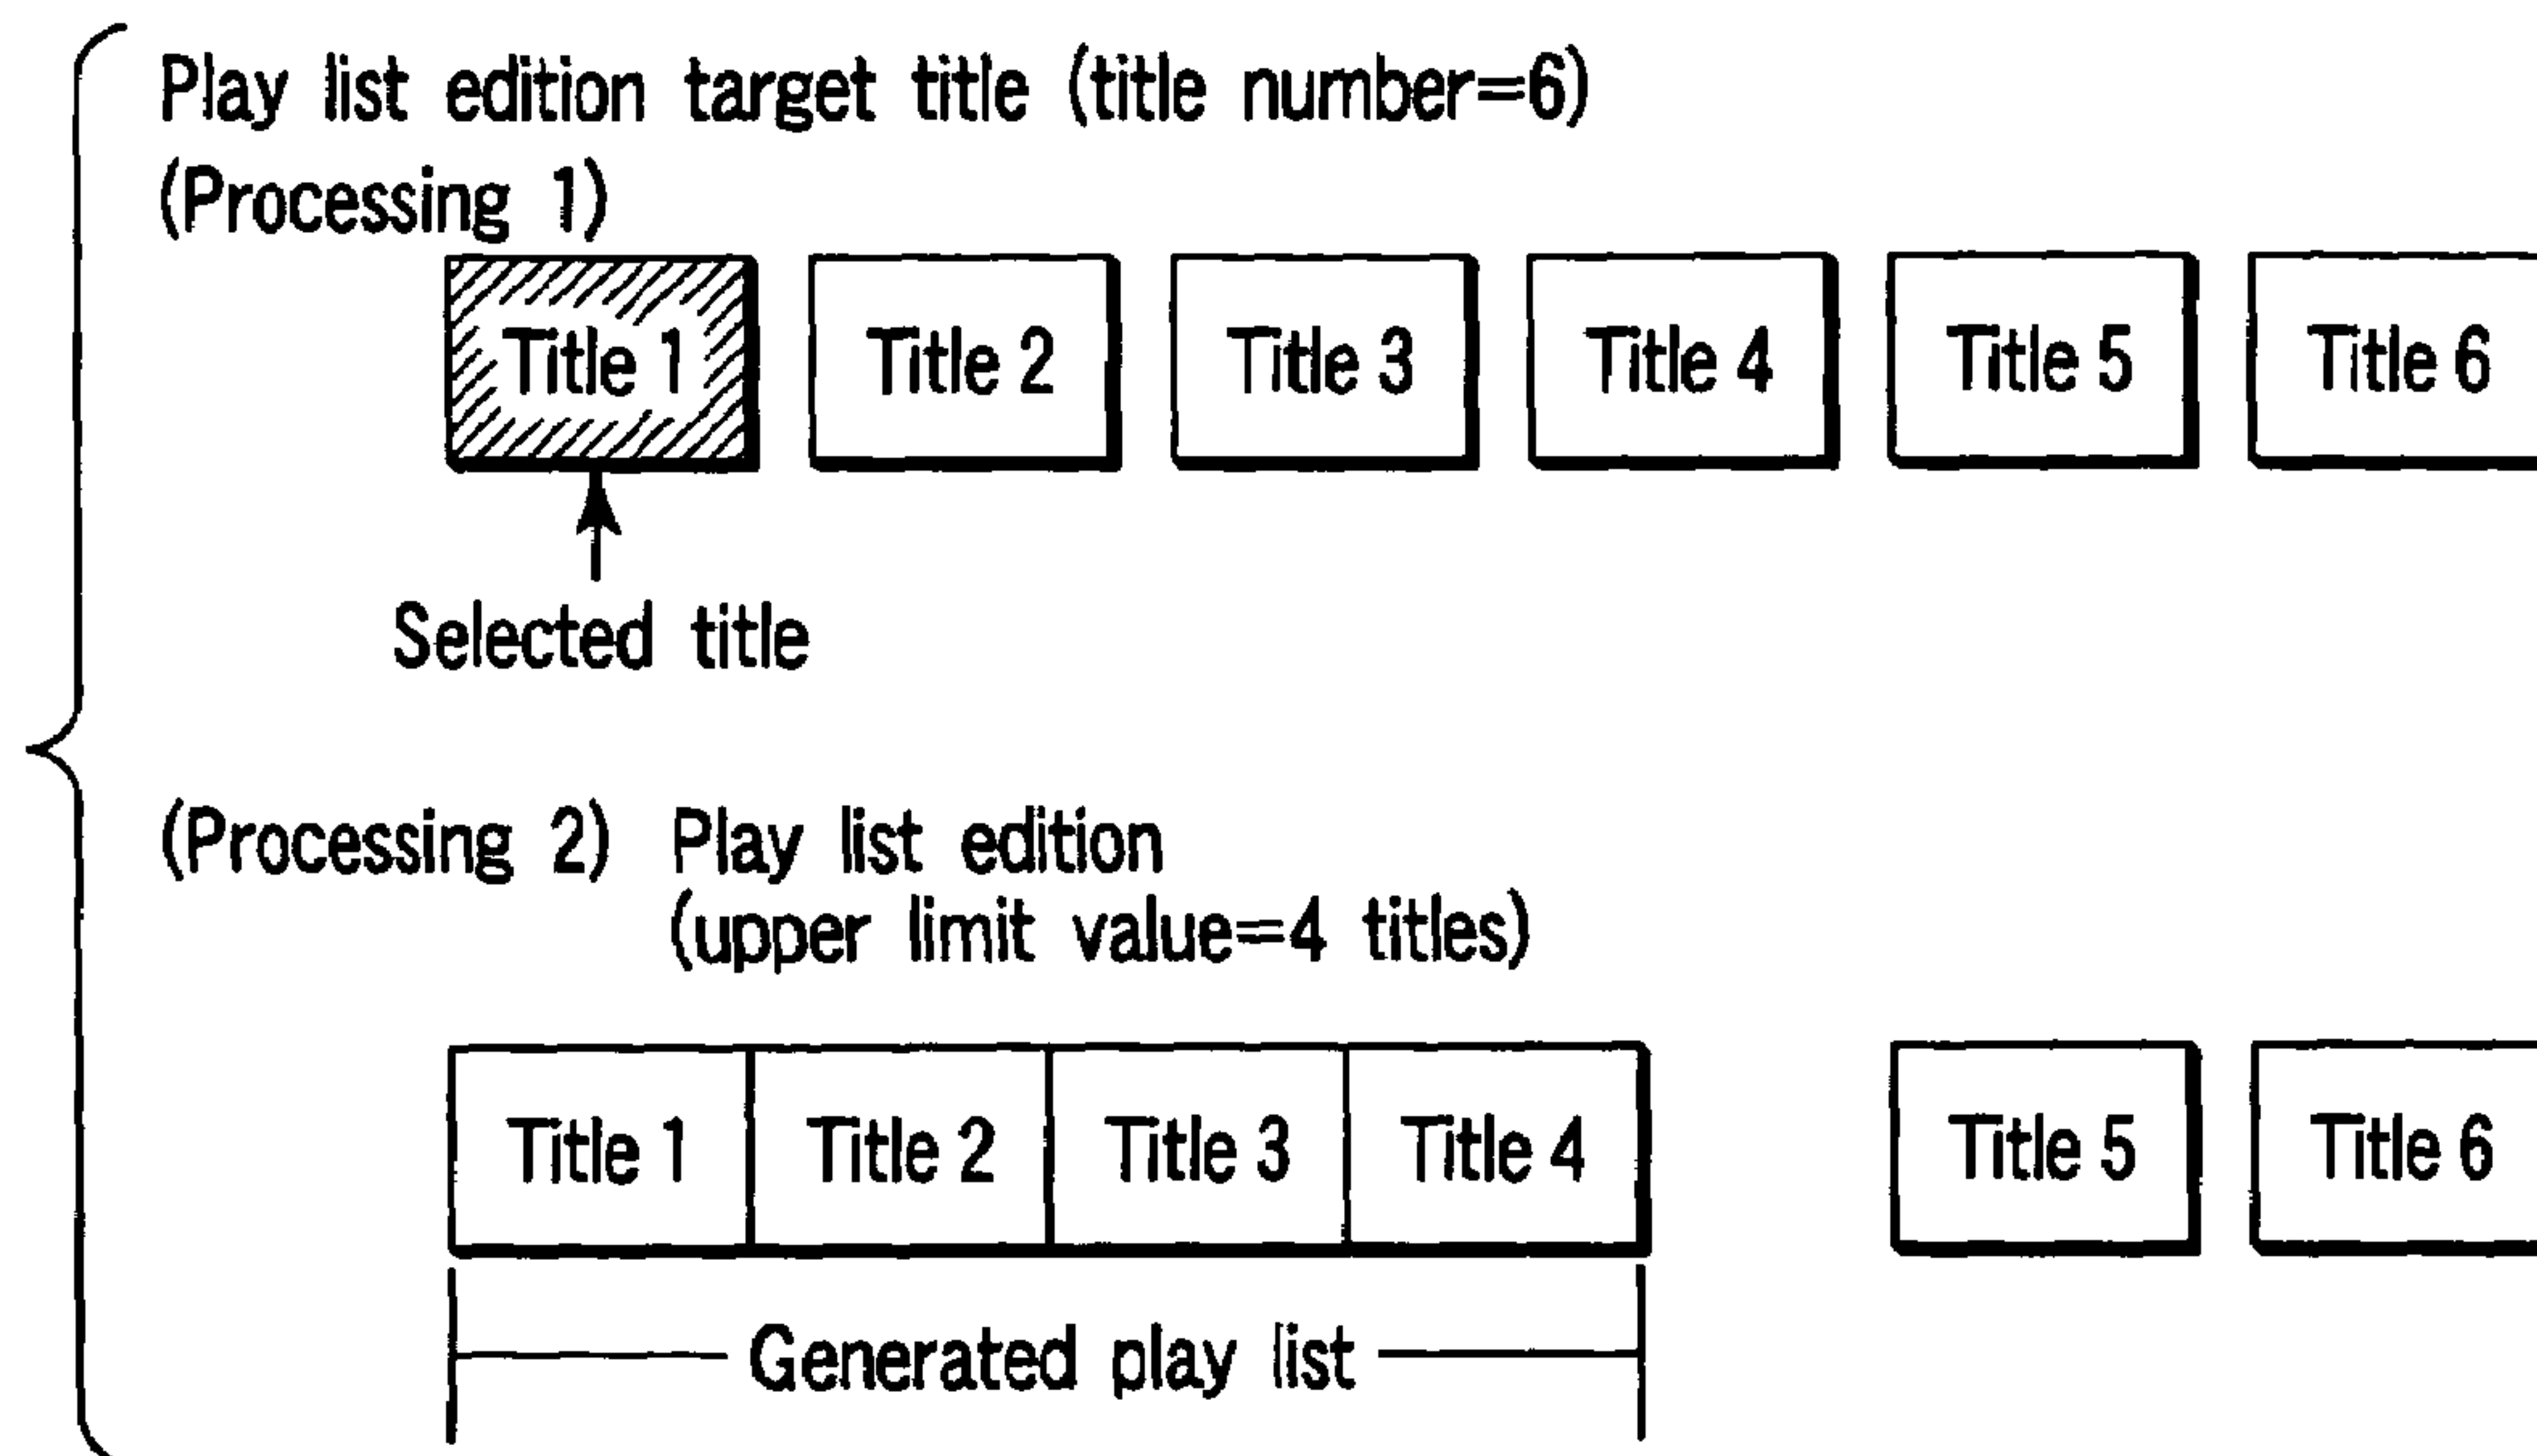 Play list edition target title (title number=6)
(Processing 1)
Title 1 Title 2 Title 3 Title 4 Title 5 Title 6
Selected title
(Processing 2) Play list edition
(upper limit value=4 titles)
Title 1 Title 2 Title 3 Title 4 Title 5 Title 6
Generated play list